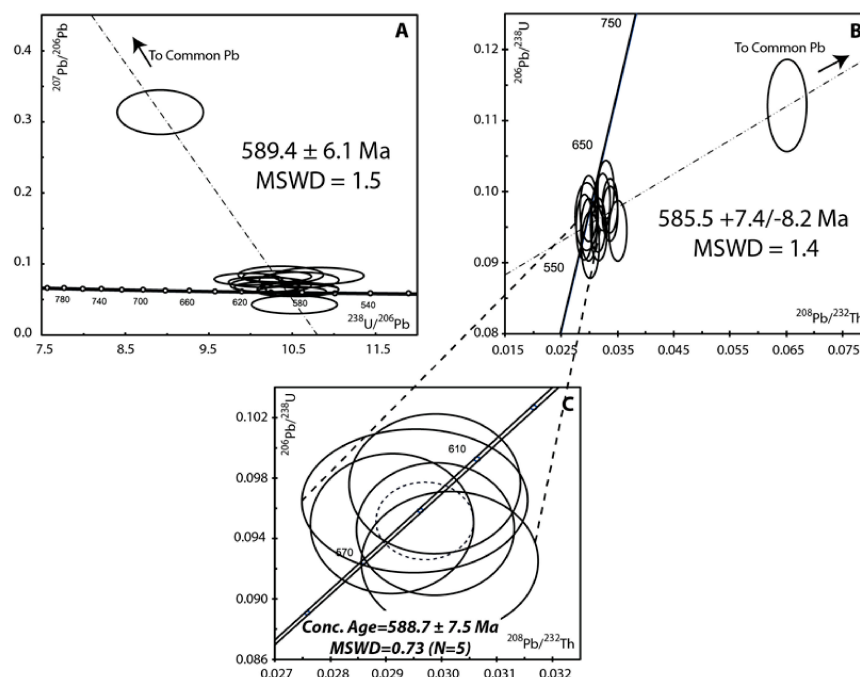 A
0.4
0.3
0.2
0.1
0.0
207Pb/206Pb
To Common Pb
589.4 ± 6.1 Ma
MSWD = 1.5
780
740
700
660
620
580
540
238U/206Pb
7.5
8.5
9.5
10.5
11.5
B
0.12
0.11
0.10
0.09
0.08
206Pb/238U
750
To Common Pb
650
550
585.5 +7.4/-8.2 Ma
MSWD = 1.4
208Pb/232Th
0.015
0.025
0.035
0.045
0.055
0.065
0.075
C
0.102
0.098
0.094
0.090
0.086
206Pb/238U
610
570
Conc. Age=588.7 ± 7.5 Ma
MSWD=0.73 (N=5)
208Pb/232Th
0.027
0.028
0.029
0.030
0.031
0.032